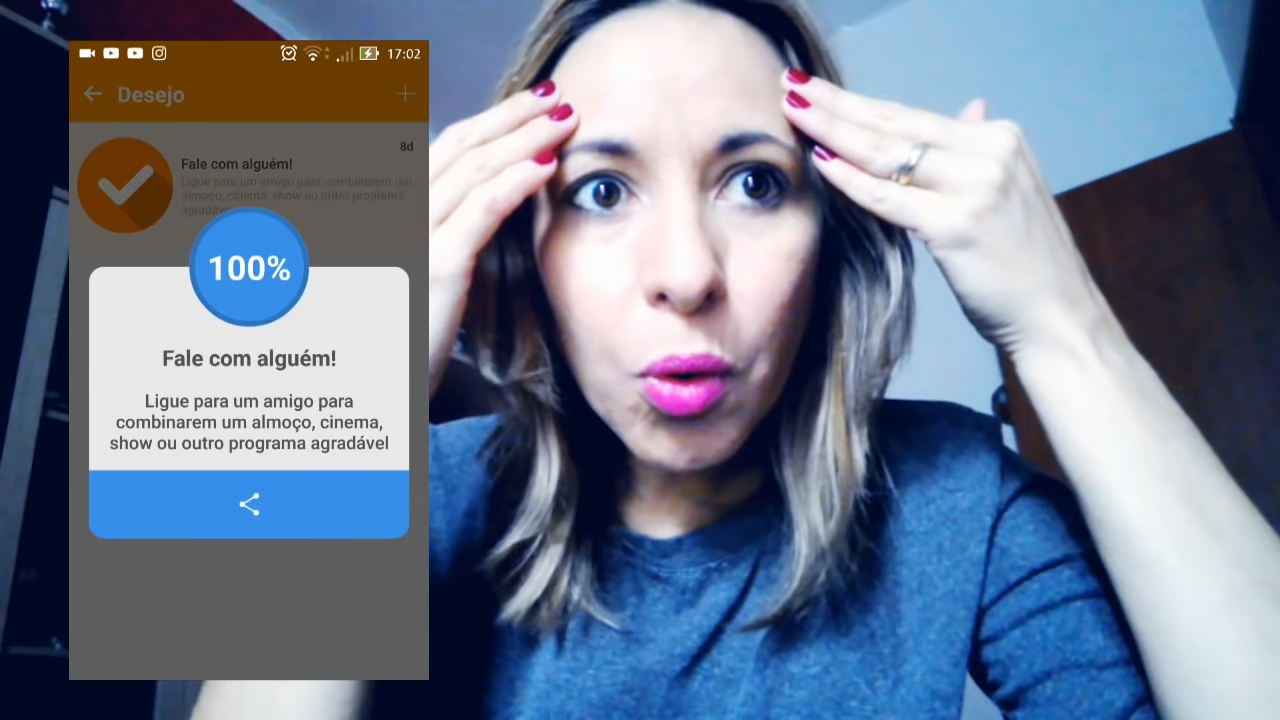 17:02
Desejo
8d
Fale com alguém!
Ligue para um amigo para combinarem um
almoço, cinema, show ou outro programa
100%
Fale com alguém!
Ligue para um amigo para
combinarem um almoço, cinema,
show ou outro programa agradável